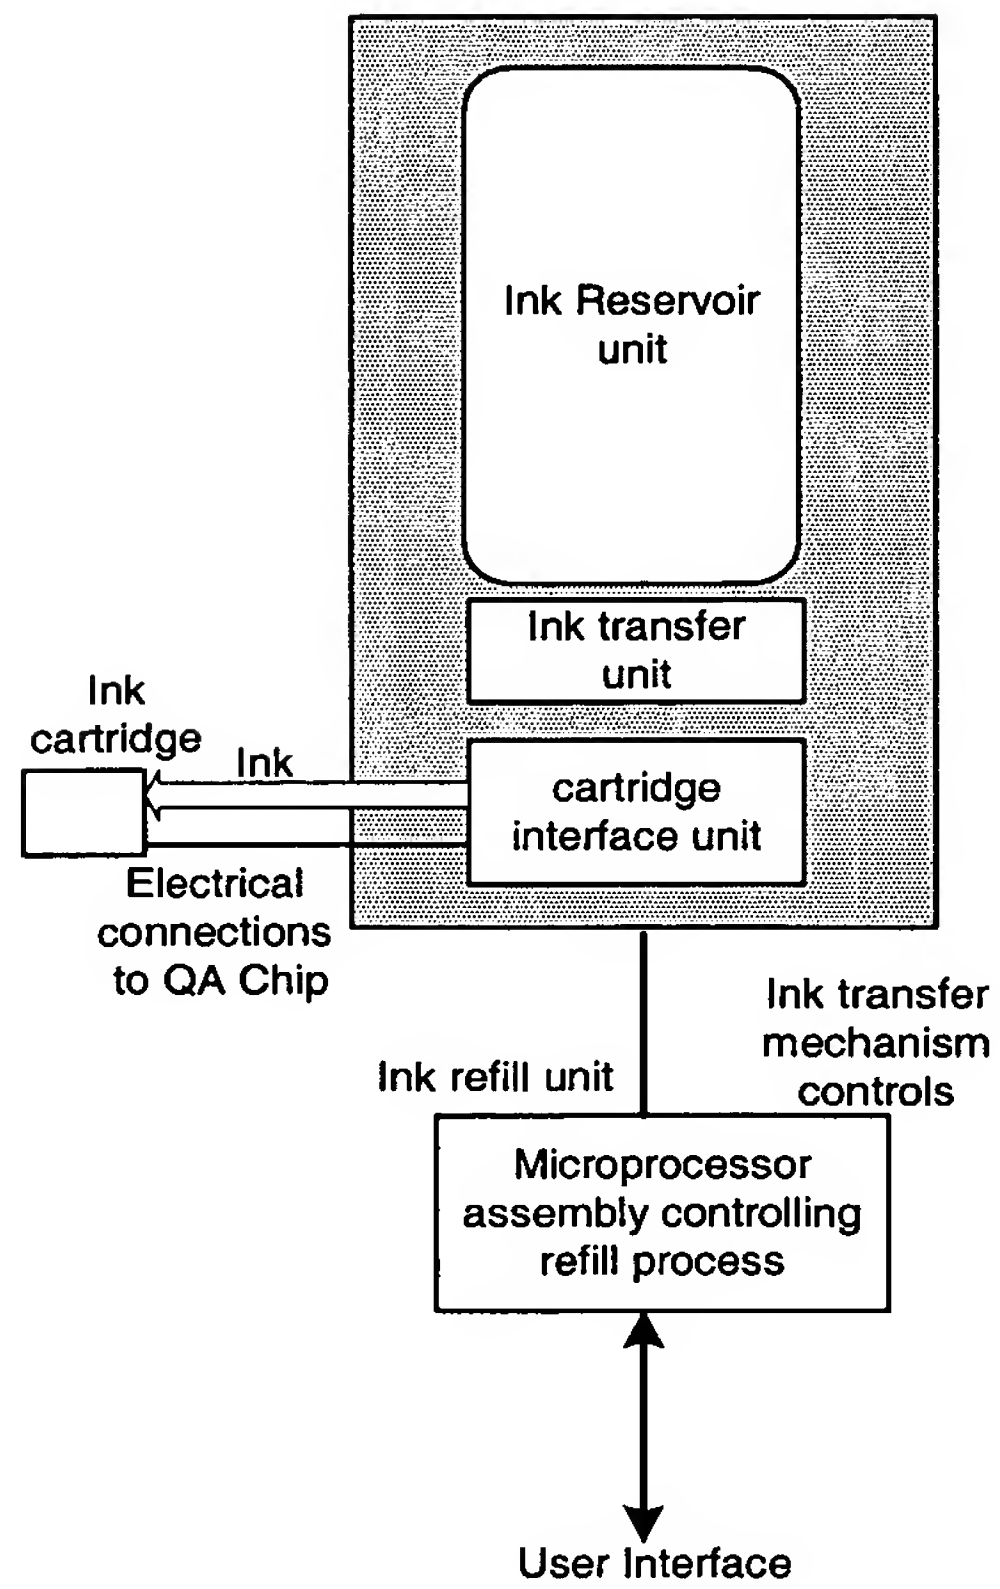 Ink Reservoir
unit
Ink transfer
unit
Ink
cartridge
Ink
cartridge
interface unit
Electrical
connections
to QA Chip
Ink transfer
mechanism
controls
Ink refill unit
Microprocessor
assembly controlling
refill process
User Interface